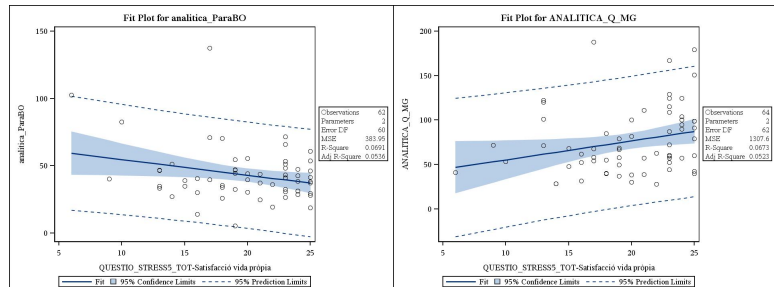 Fit Plot for analitica_ParaBO
150
100
50
0
analitica_ParaBO
5
10
15
20
25
QUESTIO_STRESS5_TOT-Satisfacció vida pròpia
Observations 62
Parameters 2
Error DF 60
MSE 383.95
R-Square 0.0691
Adj R-Square 0.0536
Fit 95% Confidence Limits 95% Prediction Limits
Fit Plot for ANALITICA_Q_MG
200
150
100
50
0
ANALITICA_Q_MG
5
10
15
20
25
QUESTIO_STRESS5_TOT-Satisfacció vida pròpia
Observations 64
Parameters 2
Error DF 62
MSE 1307.6
R-Square 0.0673
Adj R-Square 0.0523
Fit 95% Confidence Limits 95% Prediction Limits